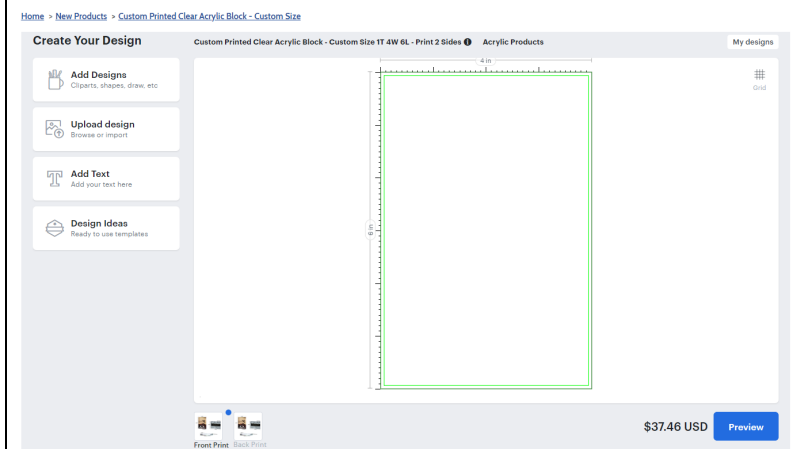 Home > New Products > Custom Printed Clear Acrylic Block - Custom Size
Create Your Design
Custom Printed Clear Acrylic Block - Custom Size 1T 4W 6L - Print 2 Sides
Acrylic Products
My designs
Add Designs
Cliparts, shapes, draw, etc
Upload design
Browse or import
Add Text
Add your text here
Design Ideas
Ready to use templates
4 in
6 in
Grid
Front Print
Back Print
$37.46 USD
Preview